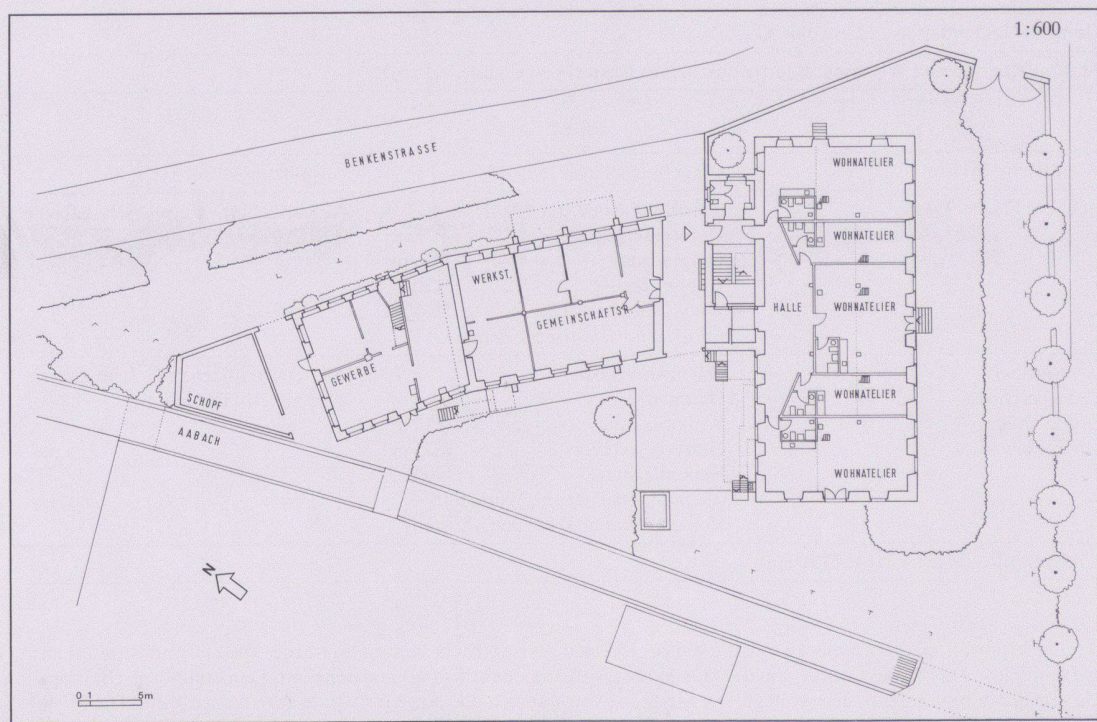 1:600
BENKENSTRASSE
WOHNATELIER
WOHNATELIER
WERKST.
WOHNATELIER
HALLE
GEMEINSCHAFTSR.
GEWERBE
WOHNATELIER
SCHOPF
AABACH
WOHNATELIER
N
0 1 5m